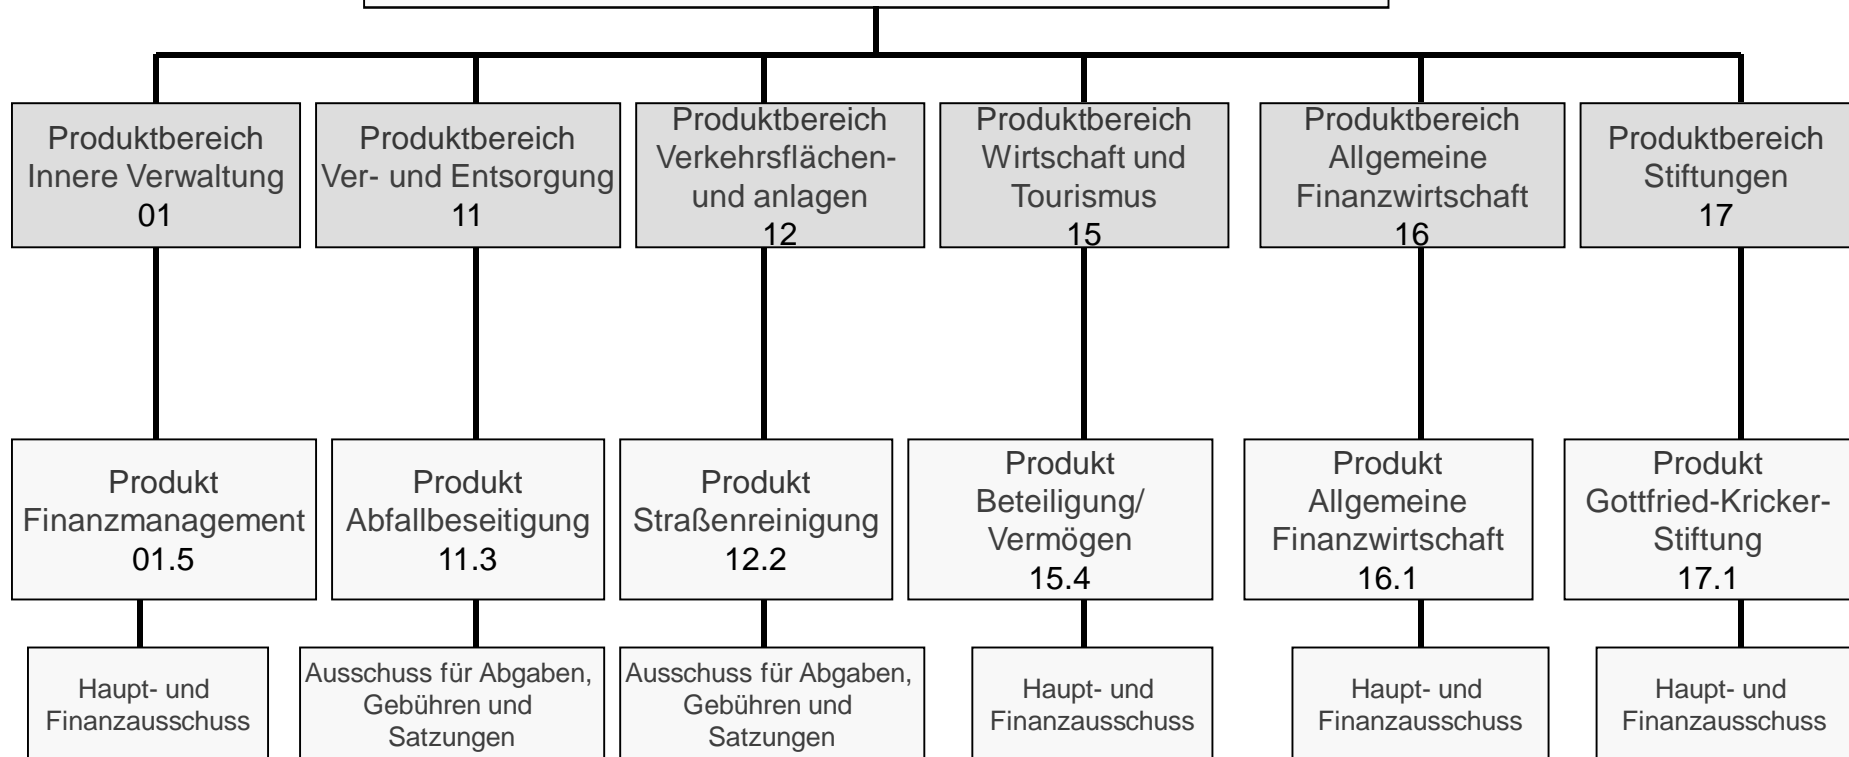 Produktbereich
Innere Verwaltung
01
Produktbereich
Ver- und Entsorgung
11
Produktbereich
Verkehrsflächen-
und anlagen
12
Produktbereich
Wirtschaft und
Tourismus
15
Produktbereich
Allgemeine
Finanzwirtschaft
16
Produktbereich
Stiftungen
17
Produkt
Finanzmanagement
01.5
Produkt
Abfallbeseitigung
11.3
Produkt
Straßenreinigung
12.2
Produkt
Beteiligung/
Vermögen
15.4
Produkt
Allgemeine
Finanzwirtschaft
16.1
Produkt
Gottfried-Kricker-
Stiftung
17.1
Haupt- und
Finanzausschuss
Ausschuss für Abgaben,
Gebühren und
Satzungen
Ausschuss für Abgaben,
Gebühren und
Satzungen
Haupt- und
Finanzausschuss
Haupt- und
Finanzausschuss
Haupt- und
Finanzausschuss